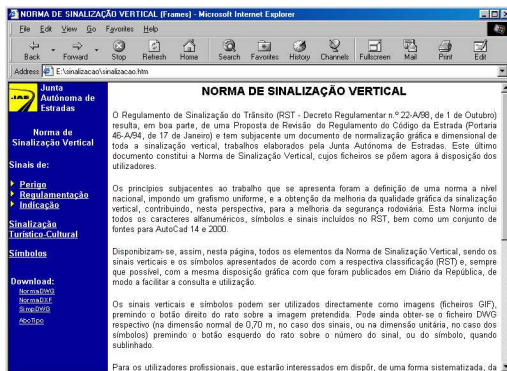 NORMA DE SINALIZAÇÃO VERTICAL (Frames) - Microsoft Internet Explorer
File Edit View Go Favorites Help
Back Forward Stop Refresh Home Search Favorites History Channels Fullscreen Mail Print Edit
Address E:\sinalizacao\sinalizacao.htm
JAE
Junta
Autónoma de
Estradas
Norma de
Sinalização Vertical
Sinais de:
Perigo
Regulamentação
Indicação
Sinalização
Turístico-Cultural
Símbolos
Download:
NormaDWG
NormaDXF
SimpDWG
AbcTipo
NORMA DE SINALIZAÇÃO VERTICAL
O Regulamento de Sinalização do Trânsito (RST - Decreto Regulamentar n.º 22-A/98, de 1 de Outubro)
resulta, em boa parte, de uma Proposta de Revisão do Regulamento do Código da Estrada (Portaria
46-A/94, de 17 de Janeiro) e tem subjacente um documento de normalização gráfica e dimensional de
toda a sinalização vertical, trabalhos elaborados pela Junta Autónoma de Estradas. Este último
documento constitui a Norma de Sinalização Vertical, cujos ficheiros se põem agora à disposição dos
utilizadores.
Os princípios subjacentes ao trabalho que se apresenta foram a definição de uma norma a nível
nacional, impondo um grafismo uniforme, e a obtenção da melhoria da qualidade gráfica da sinalização
vertical, contribuindo, nesta perspectiva, para a melhoria da segurança rodoviária. Esta Norma inclui
todos os caracteres alfanuméricos, símbolos e sinais incluídos no RST, bem como um conjunto de
fontes para AutoCad 14 e 2000.
Disponibizam-se, assim, nesta página, todos os elementos da Norma de Sinalização Vertical, sendo os
sinais verticais e os símbolos apresentados de acordo com a respectiva classificação (RST) e, sempre
que possível, com a mesma disposição gráfica com que foram publicados em Diário da República, de
modo a facilitar a consulta e utilização.
Os sinais verticais e símbolos podem ser utilizados directamente como imagens (ficheiros GIF),
premindo o botão direito do rato sobre a imagem pretendida. Pode ainda obter-se o ficheiro DWG
respectivo (na dimensão normal de 0,70 m, no caso dos sinais, ou na dimensão unitária, no caso dos
símbolos) premindo o botão esquerdo do rato sobre o número do sinal, ou do símbolo, quando
sublinhado.
Para os utilizadores profissionais, que estarão interessados em dispôr, de uma forma sistematizada, da